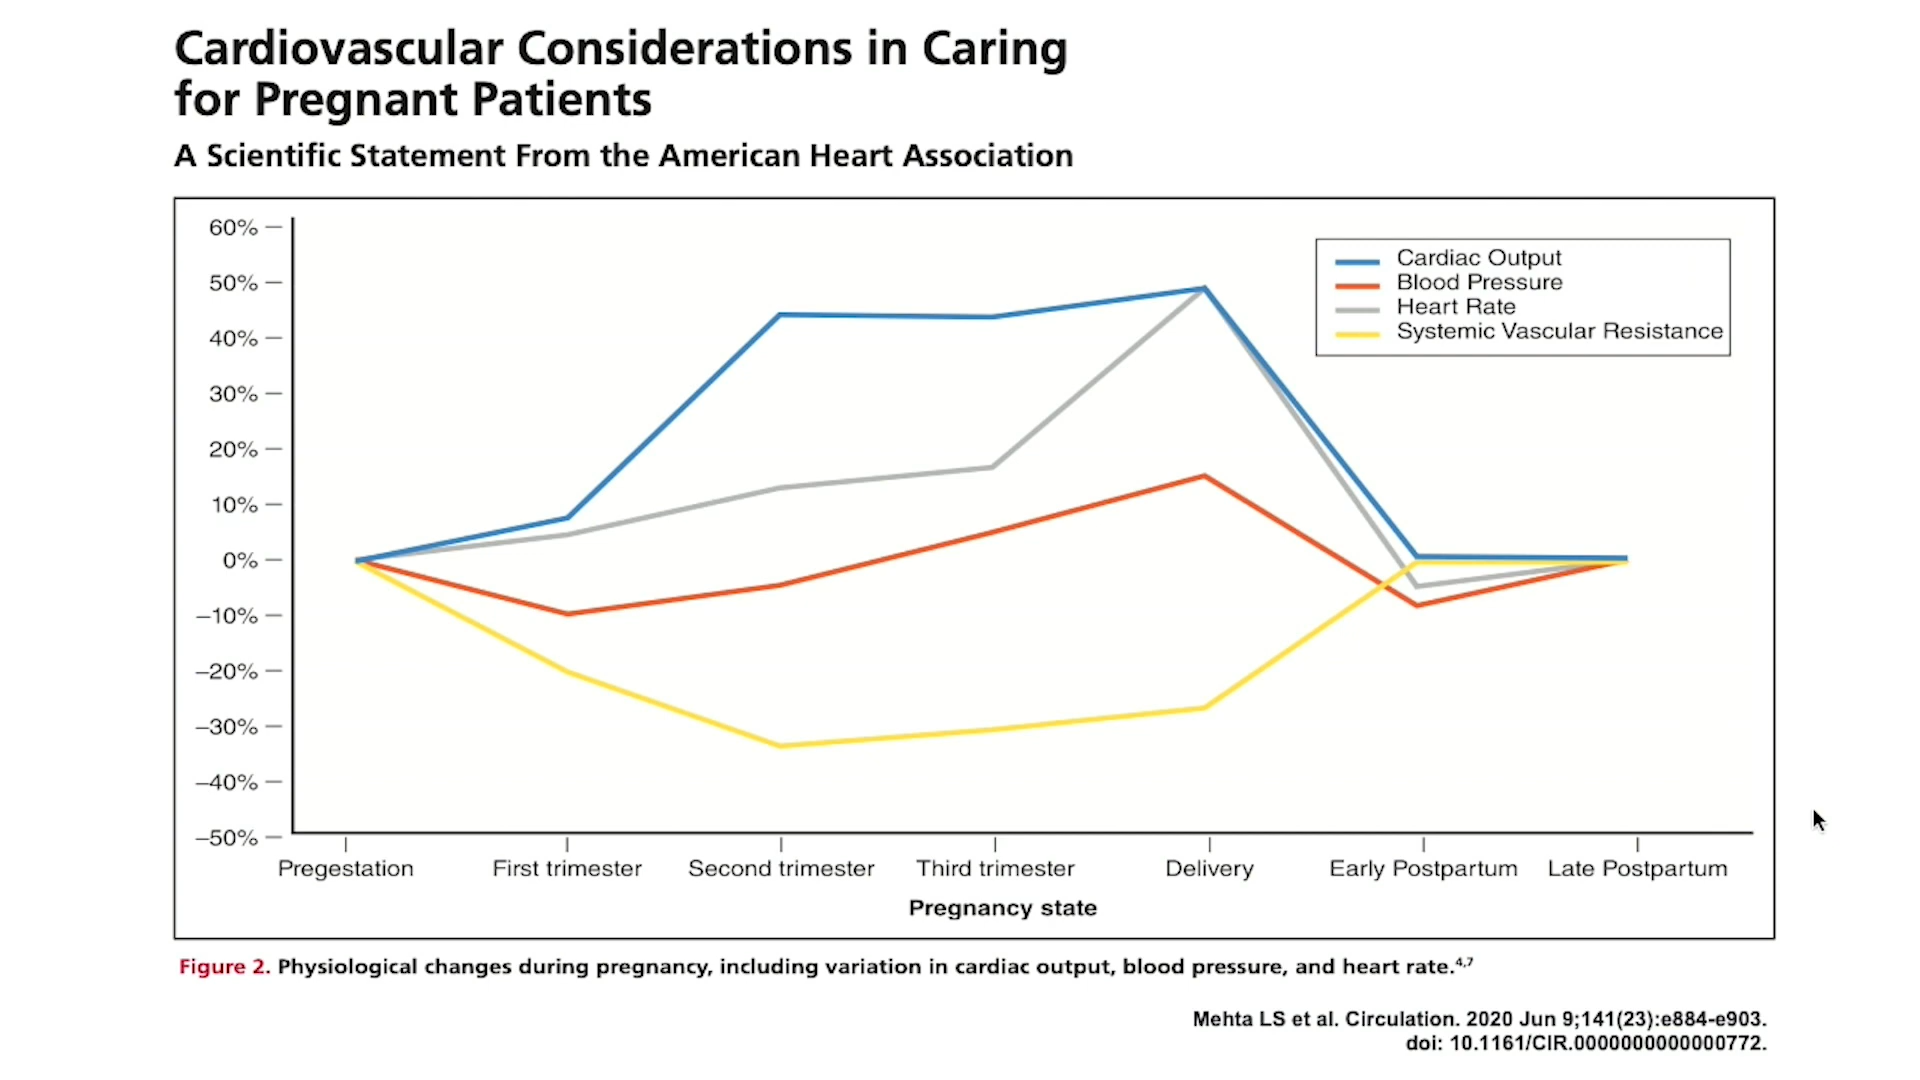 Cardiovascular Considerations in Caring
for Pregnant Patients
A Scientific Statement From the American Heart Association
60%
50%
40%
30%
20%
10%
0%
–10%
–20%
–30%
–40%
–50%
Cardiac Output
Blood Pressure
Heart Rate
Systemic Vascular Resistance
Pregestation
First trimester
Second trimester
Third trimester
Delivery
Early Postpartum
Late Postpartum
Pregnancy state
Figure 2. Physiological changes during pregnancy, including variation in cardiac output, blood pressure, and heart rate.4,7
Mehta LS et al. Circulation. 2020 Jun 9;141(23):e884-e903.
doi: 10.1161/CIR.0000000000000772.